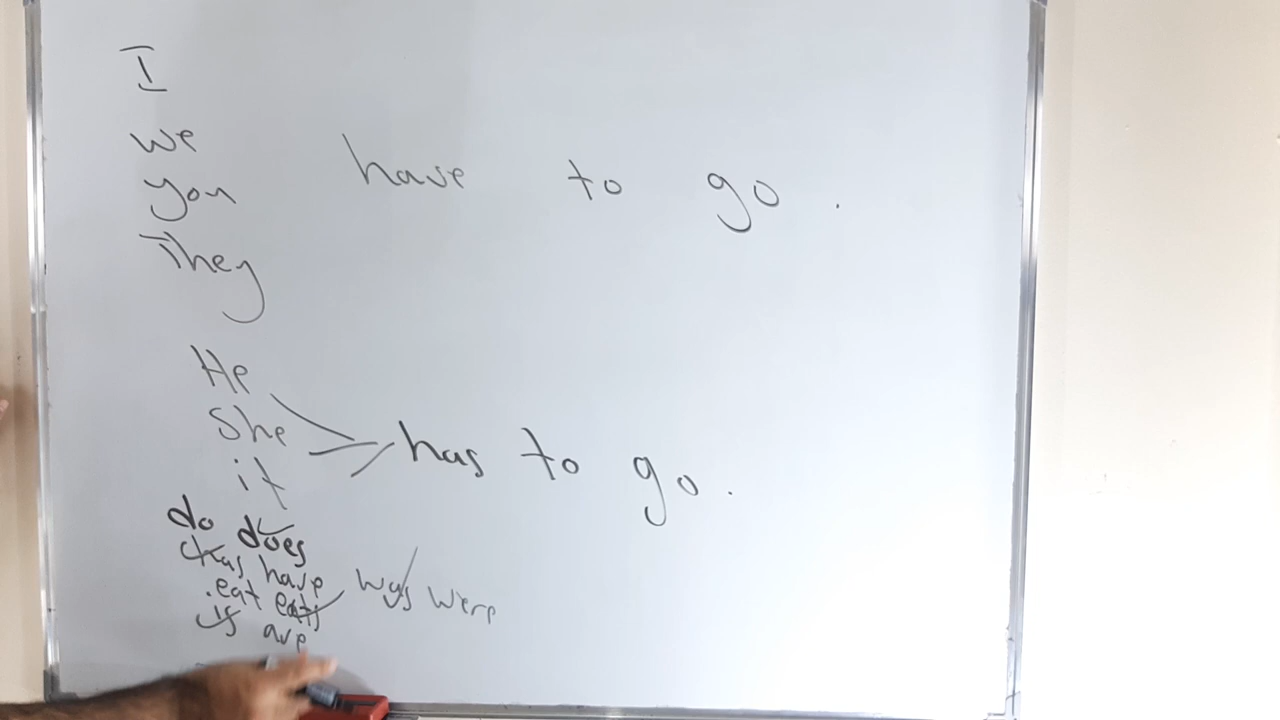 I
we
you have to go.
They
He
She has to go.
it
do does
has have
eat eats was were
is are